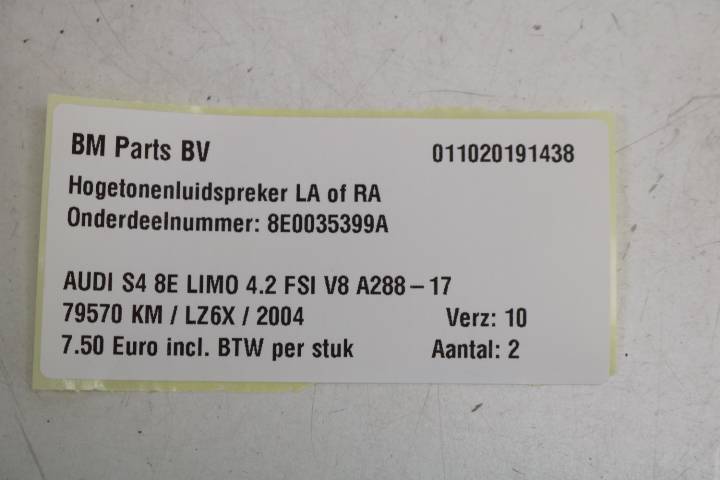 BM Parts BV 011020191438
Hogetonenluidspreker LA of RA
Onderdeelnummer: 8E0035399A
AUDI S4 8E LIMO 4.2 FSI V8 A288-17
79570 KM / LZ6X / 2004 Verz: 10
7.50 Euro incl. BTW per stuk Aantal: 2